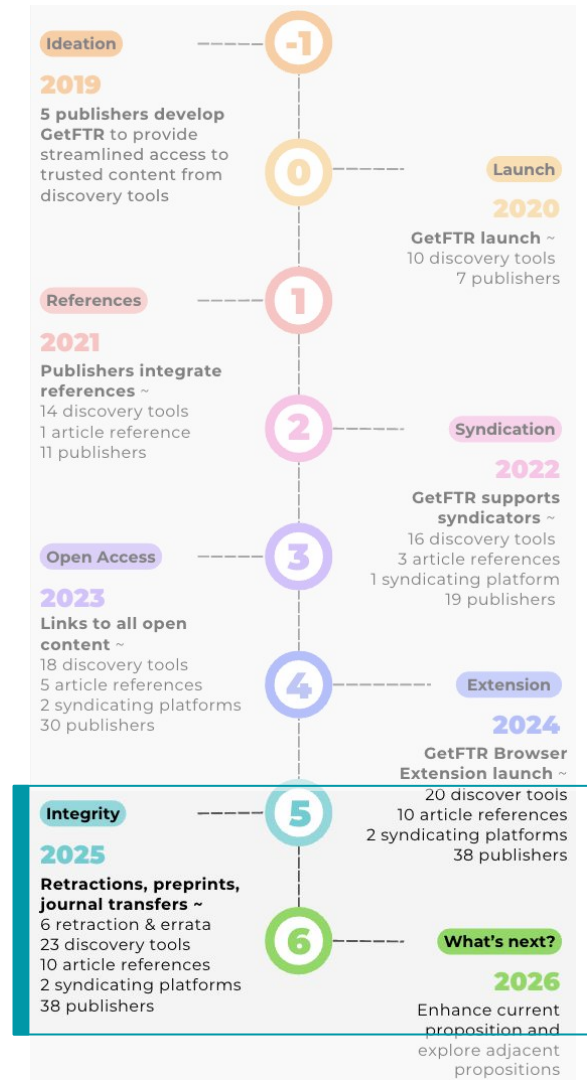 Ideation
-1
2019
5 publishers develop
GetFTR to provide
streamlined access to
trusted content from
discovery tools
0
Launch
2020
GetFTR launch ~
10 discovery tools
7 publishers
References
1
2021
Publishers integrate
references ~
14 discovery tools
1 article reference
11 publishers
2
Syndication
2022
GetFTR supports
syndicators ~
16 discovery tools
3 article references
1 syndicating platform
19 publishers
Open Access
3
2023
Links to all open
content ~
18 discovery tools
5 article references
2 syndicating platforms
30 publishers
4
Extension
2024
GetFTR Browser
Extension launch ~
20 discover tools
10 article references
2 syndicating platforms
38 publishers
Integrity
5
2025
Retractions, preprints,
journal transfers ~
6 retraction & errata
23 discovery tools
10 article references
2 syndicating platforms
38 publishers
6
What's next?
2026
Enhance current
proposition and
explore adjacent
propositions